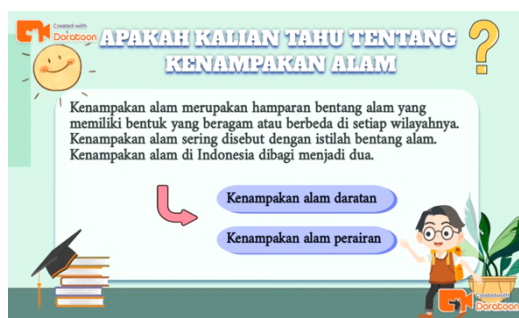 Created with
Doratoon
APAKAH KALIAN TAHU TENTANG
KENAMPAKAN ALAM
?
Kenampakan alam merupakan hamparan bentang alam yang
memiliki bentuk yang beragam atau berbeda di setiap wilayahnya.
Kenampakan alam sering disebut dengan istilah bentang alam.
Kenampakan alam di Indonesia dibagi menjadi dua.
Kenampakan alam daratan
Kenampakan alam perairan
Created with
Doratoon